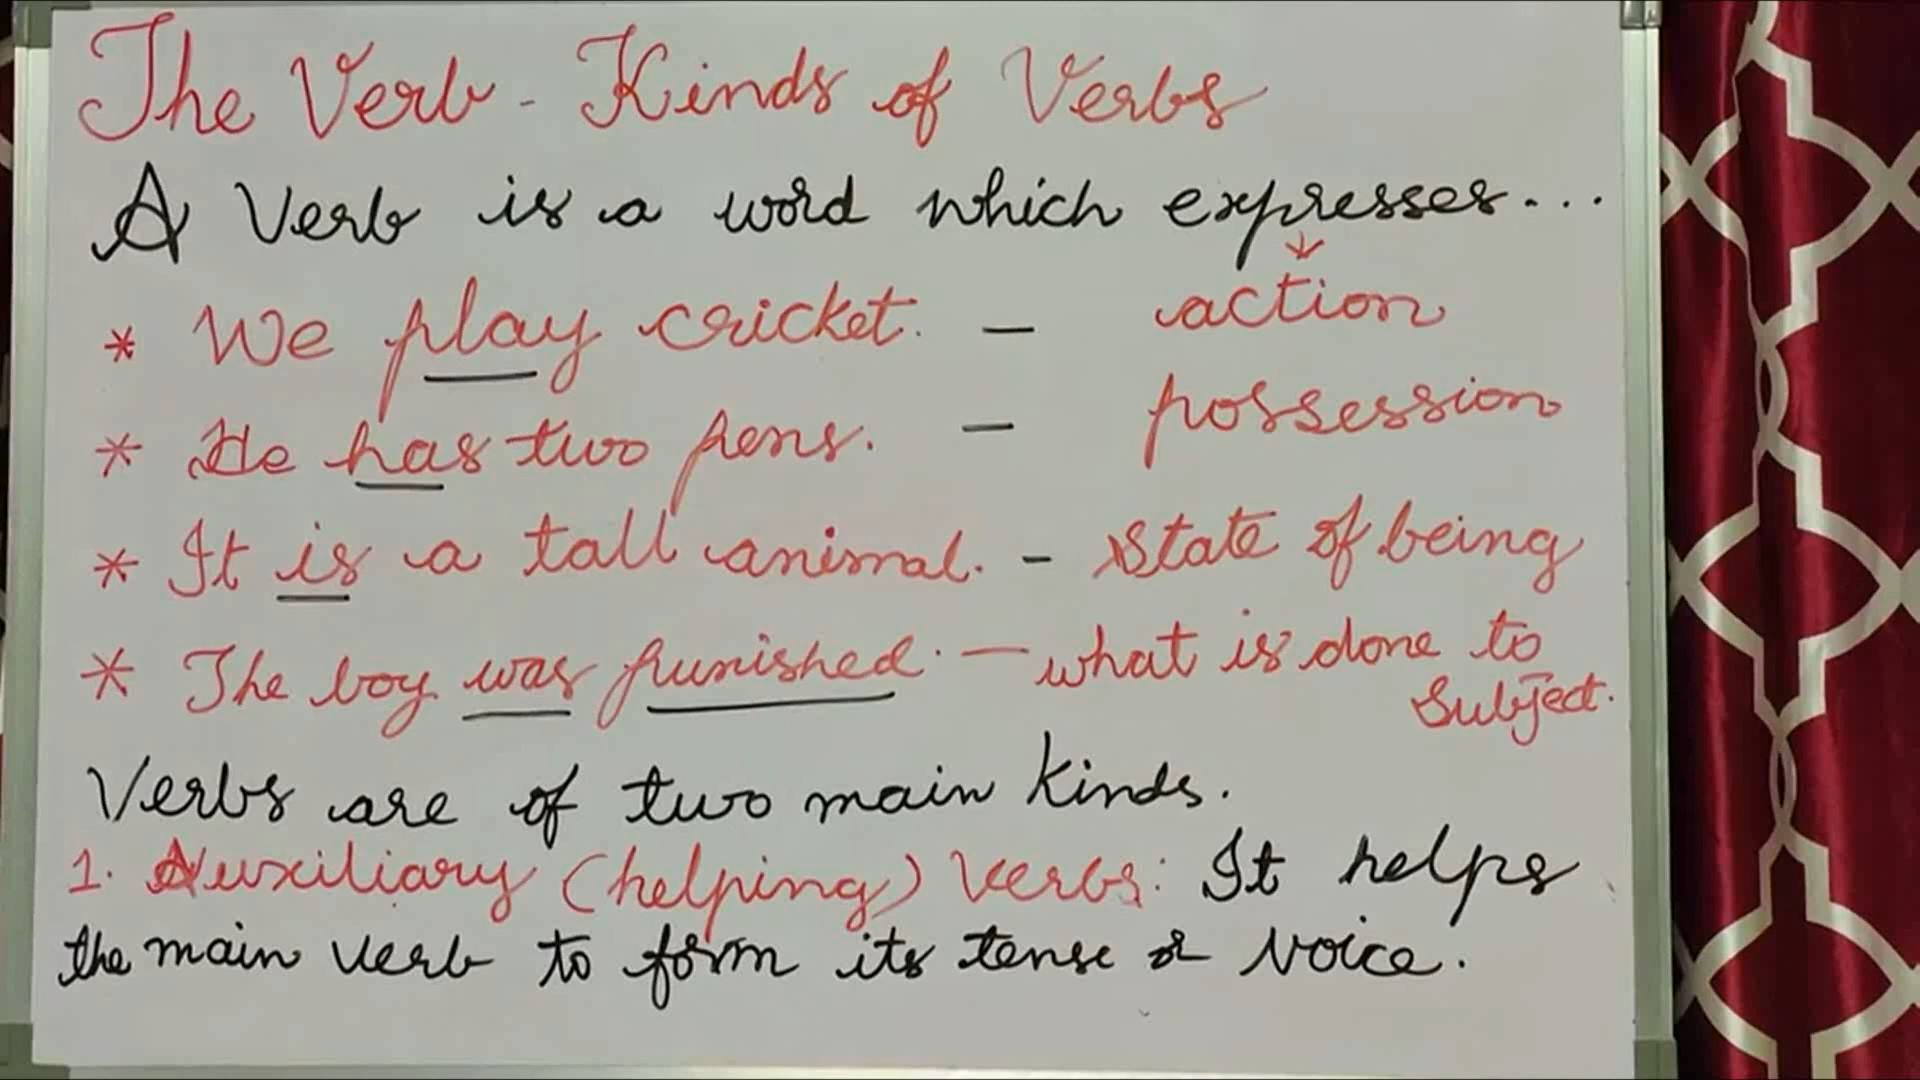 The Verb - Kinds of Verbs
A Verb is a word which expresses...
* We play cricket. - action
* He has two pens. - possession
* It is a tall animal. - State of being
* The boy was punished. - what is done to
Subject.
Verbs are of two main kinds.
1. Auxiliary (helping) Verbs: It helps
the main verb to form its tense or voice.